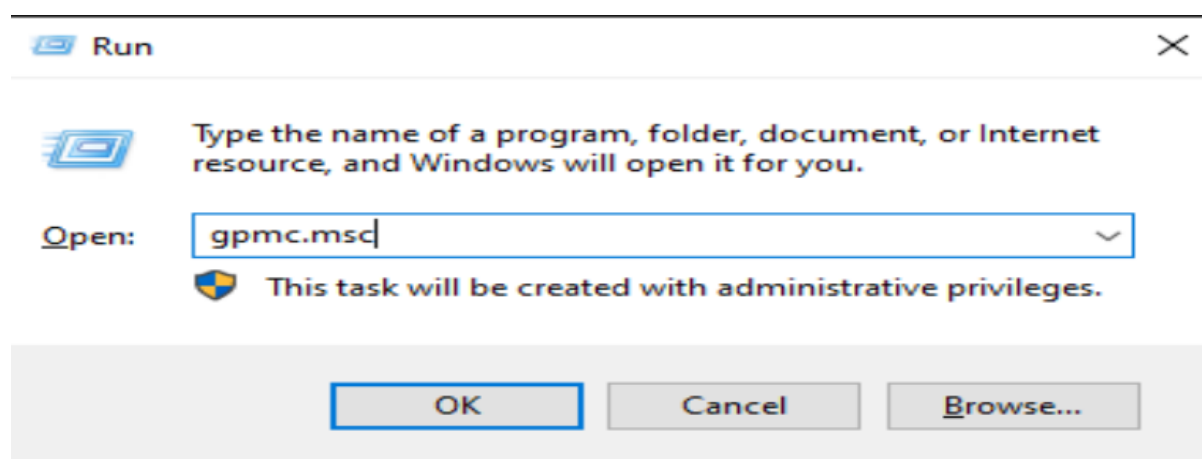 Run
Type the name of a program, folder, document, or Internet
resource, and Windows will open it for you.
Open: gpmc.msc
This task will be created with administrative privileges.
OK Cancel Browse...